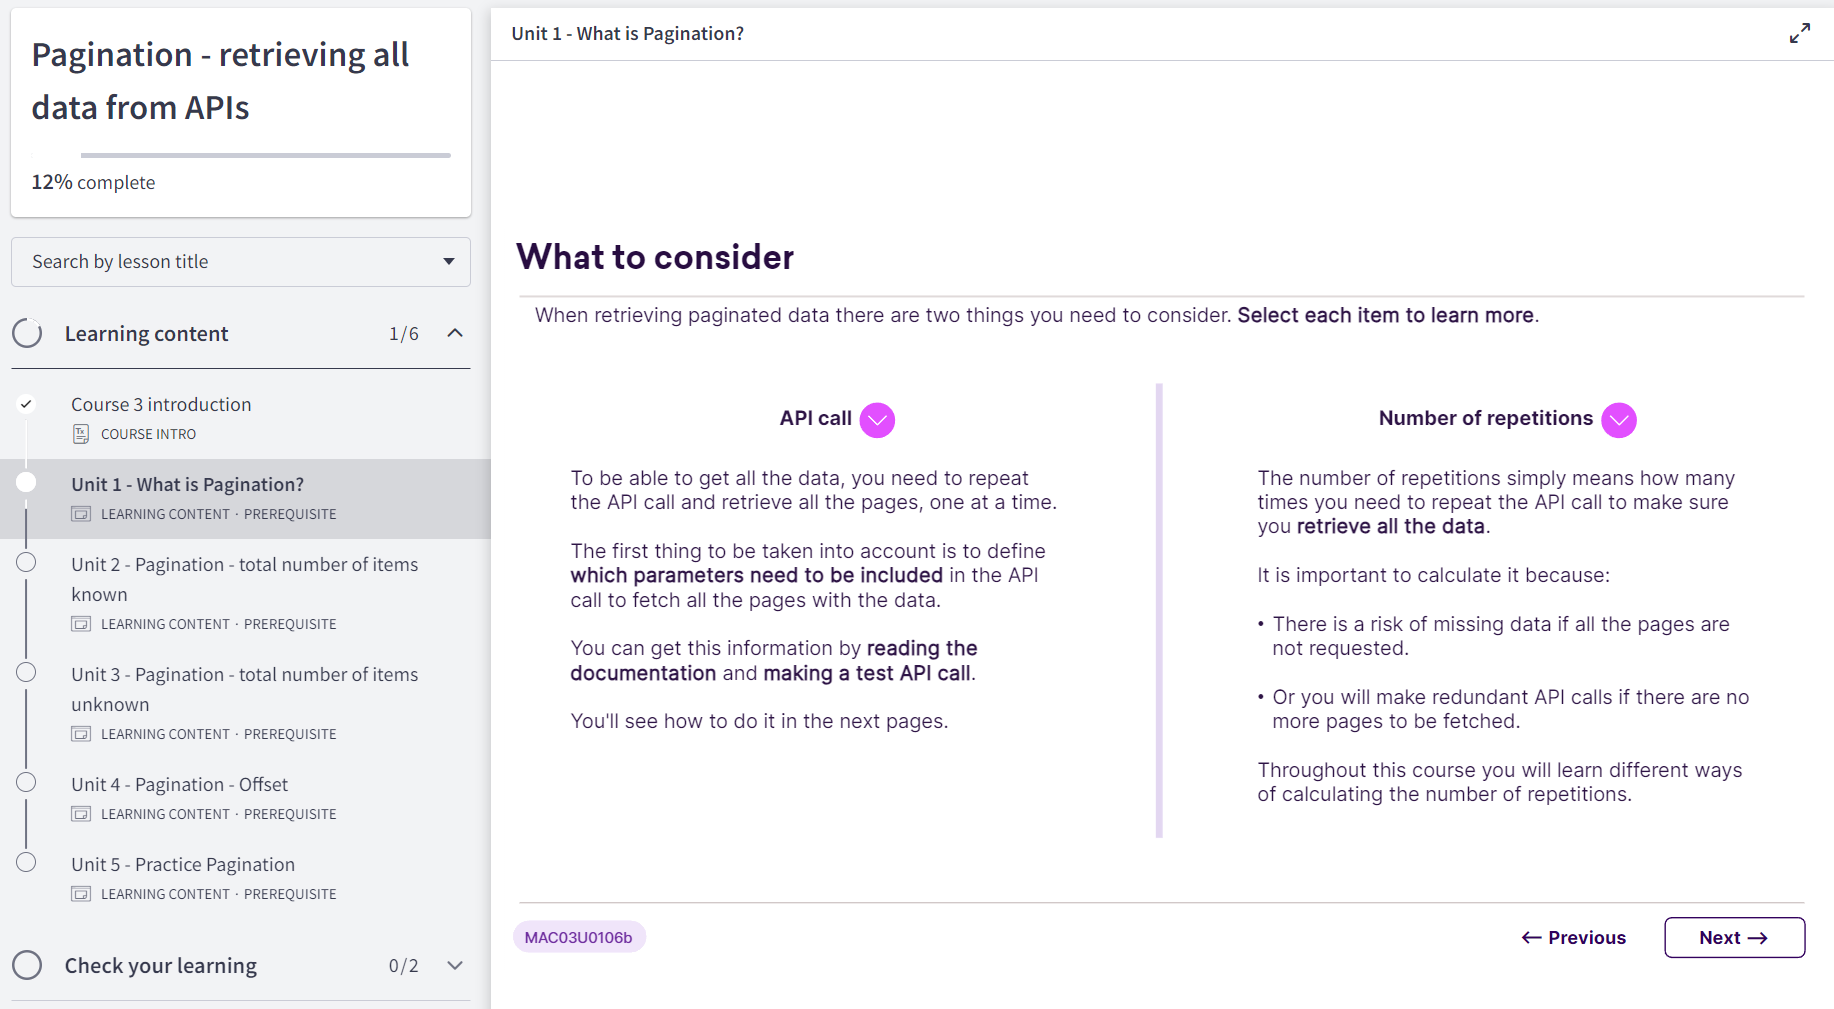 Pagination - retrieving all
data from APIs
12% complete
Search by lesson title
Learning content 1/6
Course 3 introduction
COURSE INTRO
Unit 1 - What is Pagination?
LEARNING CONTENT · PREREQUISITE
Unit 2 - Pagination - total number of items
known
LEARNING CONTENT · PREREQUISITE
Unit 3 - Pagination - total number of items
unknown
LEARNING CONTENT · PREREQUISITE
Unit 4 - Pagination - Offset
LEARNING CONTENT · PREREQUISITE
Unit 5 - Practice Pagination
LEARNING CONTENT · PREREQUISITE
Check your learning 0/2
Unit 1 - What is Pagination?
What to consider
When retrieving paginated data there are two things you need to consider. Select each item to learn more.
API call
To be able to get all the data, you need to repeat
the API call and retrieve all the pages, one at a time.
The first thing to be taken into account is to define
which parameters need to be included in the API
call to fetch all the pages with the data.
You can get this information by reading the
documentation and making a test API call.
You'll see how to do it in the next pages.
Number of repetitions
The number of repetitions simply means how many
times you need to repeat the API call to make sure
you retrieve all the data.
It is important to calculate it because:
• There is a risk of missing data if all the pages are
not requested.
• Or you will make redundant API calls if there are no
more pages to be fetched.
Throughout this course you will learn different ways
of calculating the number of repetitions.
MAC03U0106b
← Previous
Next →